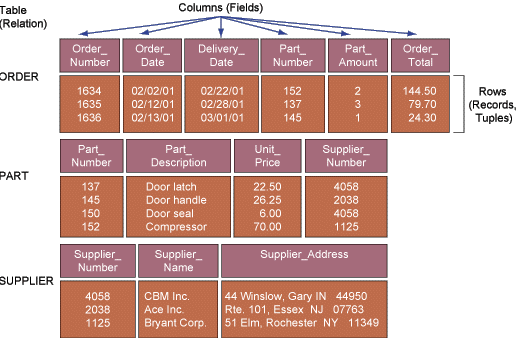 Table
(Relation)
Columns (Fields)
Order_ Order_ Delivery_ Part_ Part_ Order_
Number Date Date Number Amount Total
ORDER
1634 02/02/01 02/22/01 152 2 144.50
1635 02/12/01 02/28/01 137 3 79.70
1636 02/13/01 03/01/01 145 1 24.30
Rows
(Records,
Tuples)
Part_ Part_ Unit_ Supplier_
Number Description Price Number
PART
137 Door latch 22.50 4058
145 Door handle 26.25 2038
150 Door seal 6.00 4058
152 Compressor 70.00 1125
Supplier_ Supplier_ Supplier_Address
Number Name
SUPPLIER
4058 CBM Inc. 44 Winslow, Gary IN 44950
2038 Ace Inc. Rte. 101, Essex NJ 07763
1125 Bryant Corp. 51 Elm, Rochester NY 11349